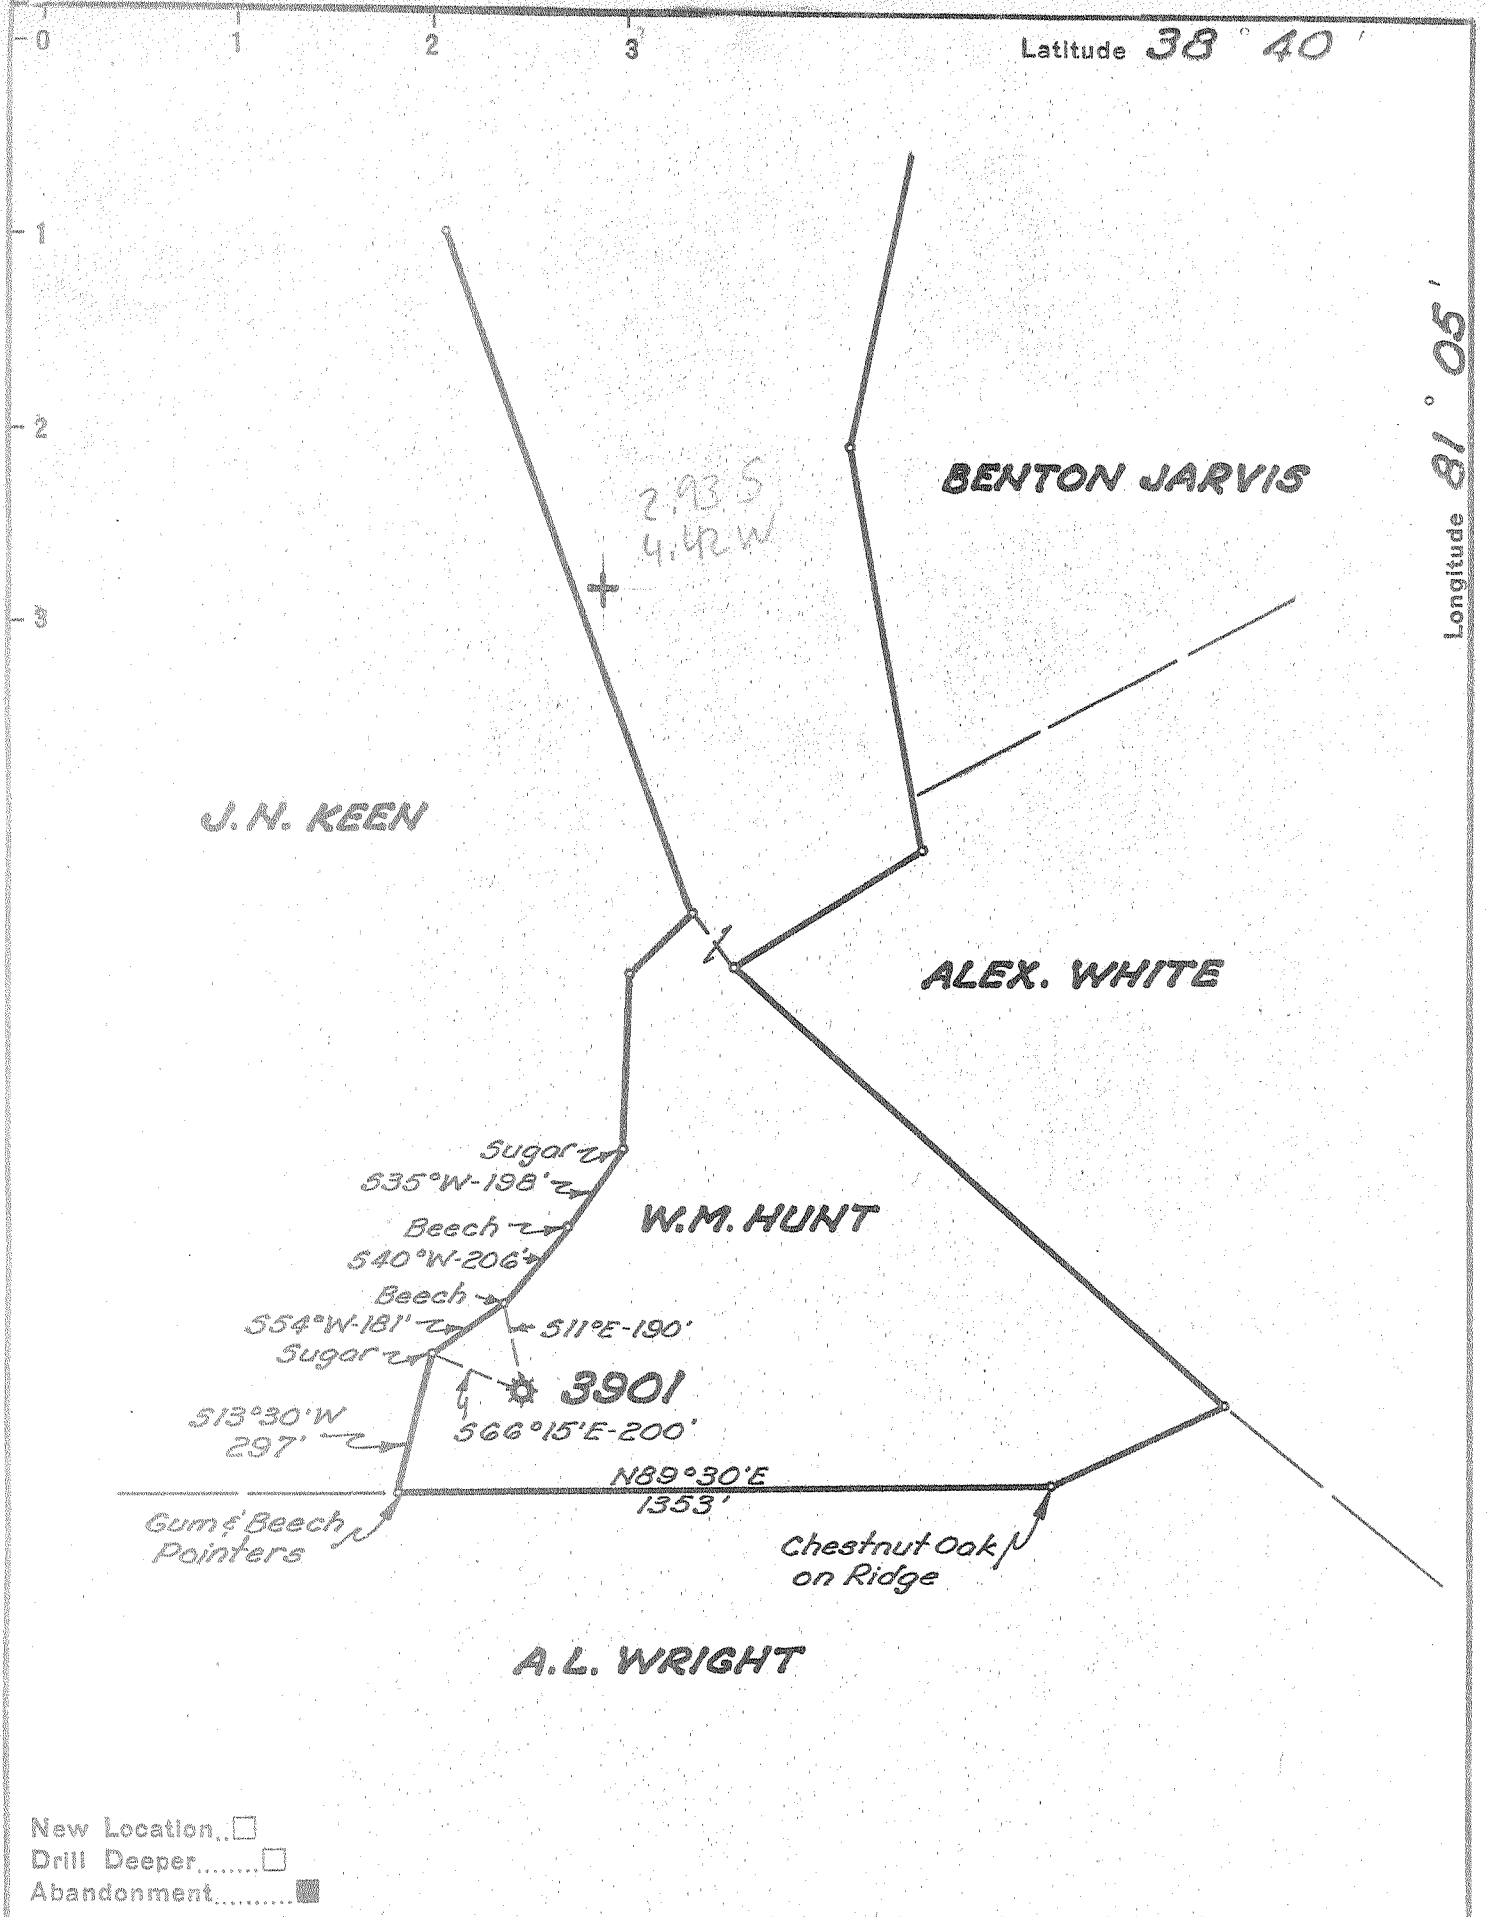 0 1 2 3' Latitude 38° 40'
1
2
3
Longitude 81° 05'
BENTON JARVIS
2.93 S
4.42 W
J.N. KEEN
ALEX. WHITE
Sugar
S35°W-198'
Beech
W.M. HUNT
S40°W-206'
Beech
S54°W-181'
S11°E-190'
Sugar
3901
S13°30'W
297'
S66°15'E-200'
N89°30'E
1353'
Gum & Beech
Pointers
Chestnut Oak
on Ridge
A.L. WRIGHT
New Location..
Drill Deeper........
Abandonment..........